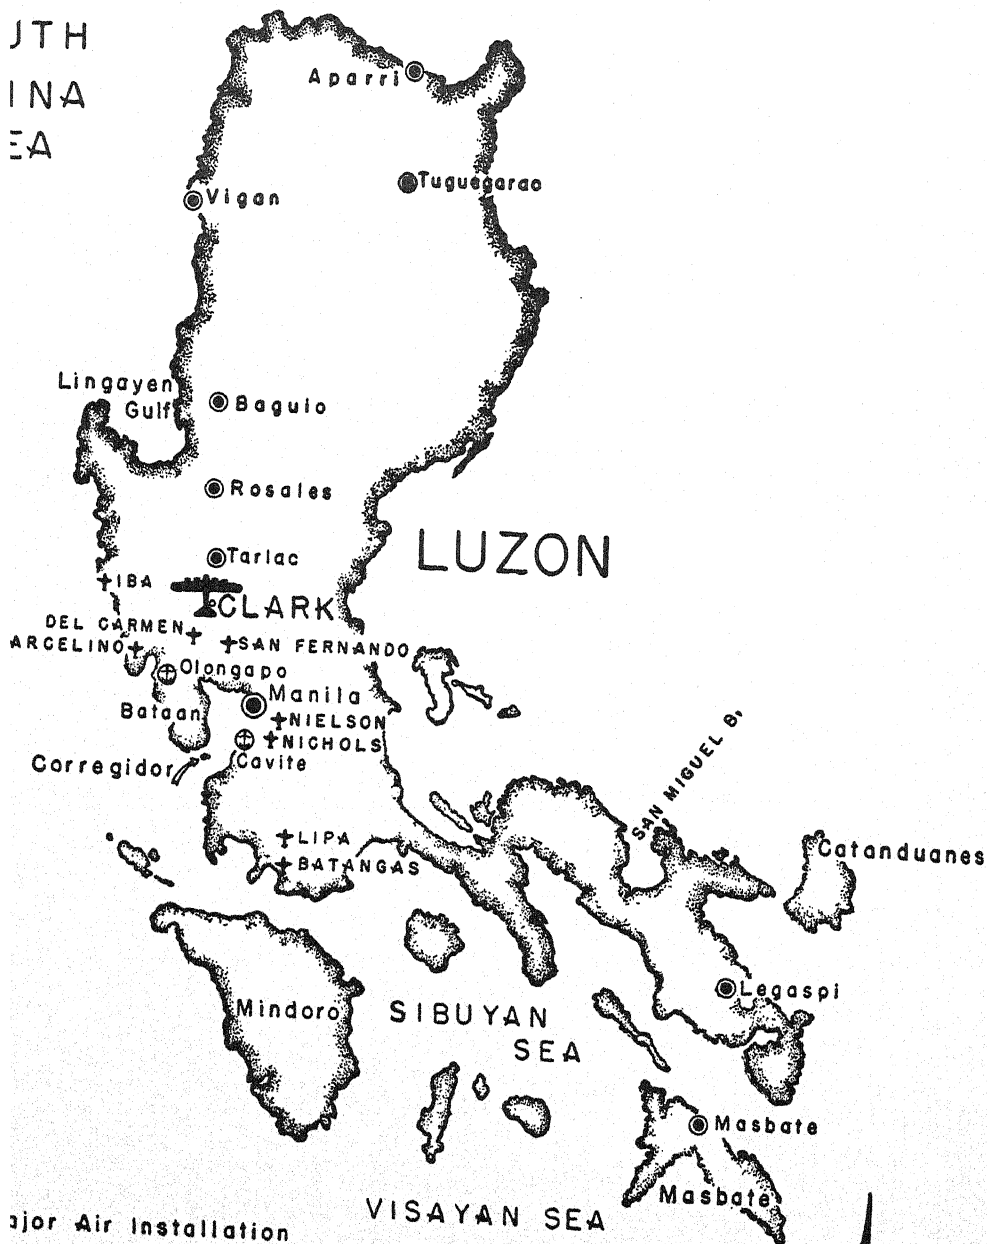 UTH
INA
EA
Aparri
Tuguegarao
Vigan
Lingayen
Gulf
Baguio
Rosales
LUZON
Tarlac
IBA
CLARK
DEL CARMEN
ARCELINO
SAN FERNANDO
Olongapo
Manila
Bataan
NIELSON
NICHOLS
Cavite
Corregidor
SAN MIGUEL B.
LIPA
BATANGAS
Catanduanes
Legaspi
Mindoro
SIBUYAN
SEA
Masbate
Masbate
VISAYAN SEA
ajor Air Installation